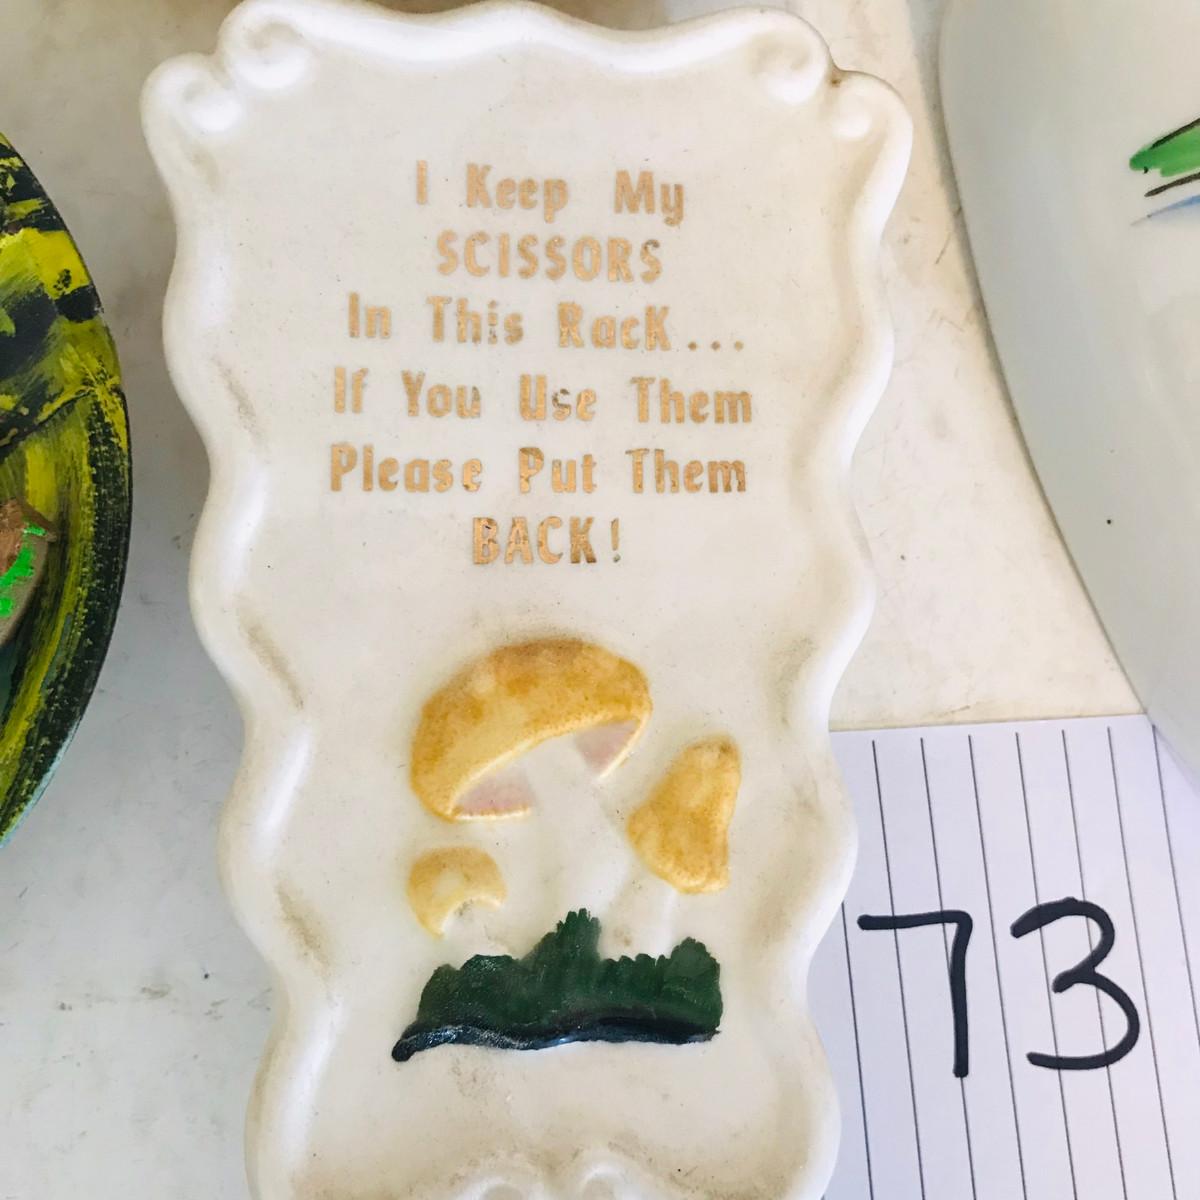 I Keep My
SCISSORS
In This Rack...
If You Use Them
Please Put Them
BACK!
73